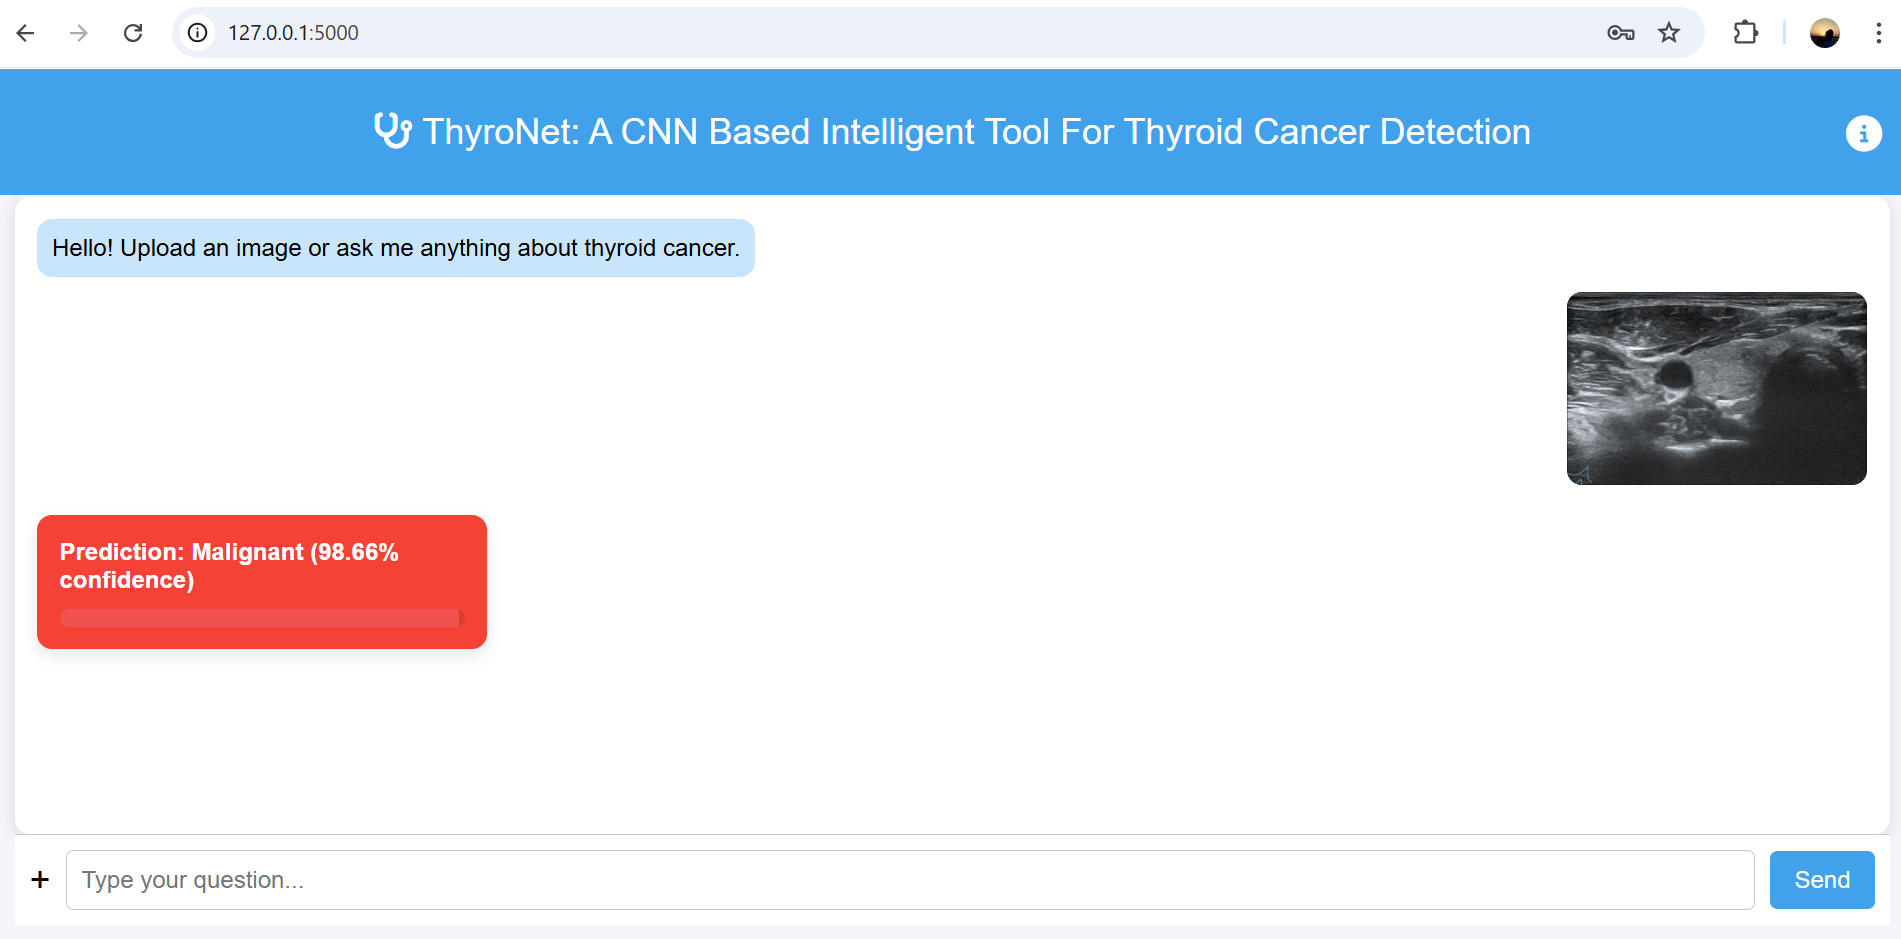 127.0.0.1:5000
ThyroNet: A CNN Based Intelligent Tool For Thyroid Cancer Detection
Hello! Upload an image or ask me anything about thyroid cancer.
Prediction: Malignant (98.66%
confidence)
Type your question...
Send